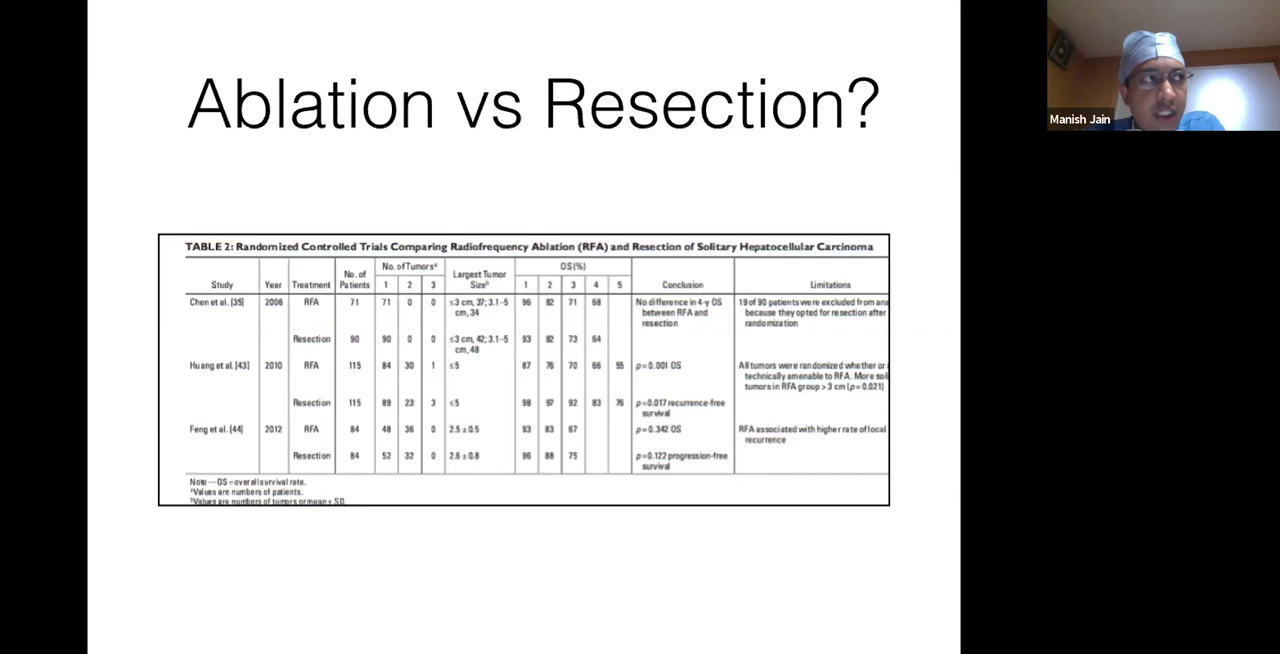 Ablation vs Resection?
Manish Jain
TABLE 2: Randomized Controlled Trials Comparing Radiofrequency Ablation (RFA) and Resection of Solitary Hepatocellular Carcinoma
No. of Tumorsᵃ OS (%)
Study Year Treatment No. of Patients 1 2 3 Largest Tumor Sizeᵇ 1 2 3 4 5 Conclusion Limitations
Chen et al. [35] 2006 RFA 71 71 0 0 ≤3 cm, 37; 3.1–5 96 82 71 68 No difference in 4-y OS 19 of 90 patients were excluded from ana
cm, 34 between RFA and because they opted for resection after
resection randomization
Resection 90 90 0 0 ≤3 cm, 42; 3.1–5 93 82 73 64
cm, 48
Huang et al. [43] 2010 RFA 115 84 30 1 ≤5 87 76 70 66 55 p=0.001 OS All tumors were randomized whether or
technically amenable to RFA. More
tumors in RFA group >3 cm (p=0.021)
Resection 115 89 23 3 ≤5 98 97 92 83 76 p=0.017 recurrence-free
survival
Feng et al. [44] 2012 RFA 84 48 36 0 2.5 ± 0.5 93 83 67 p=0.342 OS RFA associated with higher rate of local
recurrence
Resection 84 52 32 0 2.6 ± 0.8 96 88 75 p=0.122 progression-free
survival
Note—OS = overall survival rate.
ᵃValues are numbers of patients.
ᵇValues are numbers of tumors or mean ± SD.